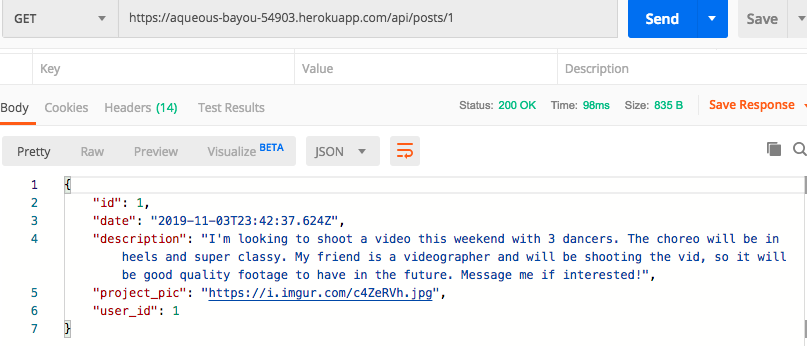 GET https://aqueous-bayou-54903.herokuapp.com/api/posts/1 Send Save
Key Value Description
Body Cookies Headers (14) Test Results Status: 200 OK Time: 98ms Size: 835 B Save Response
Pretty Raw Preview Visualize BETA JSON
1 {
2 "id": 1,
3 "date": "2019-11-03T23:42:37.624Z",
4 "description": "I'm looking to shoot a video this weekend with 3 dancers. The choreo will be in
heels and super classy. My friend is a videographer and will be shooting the vid, so it will
be good quality footage to have in the future. Message me if interested!",
5 "project_pic": "https://i.imgur.com/c4ZeRVh.jpg",
6 "user_id": 1
7 }